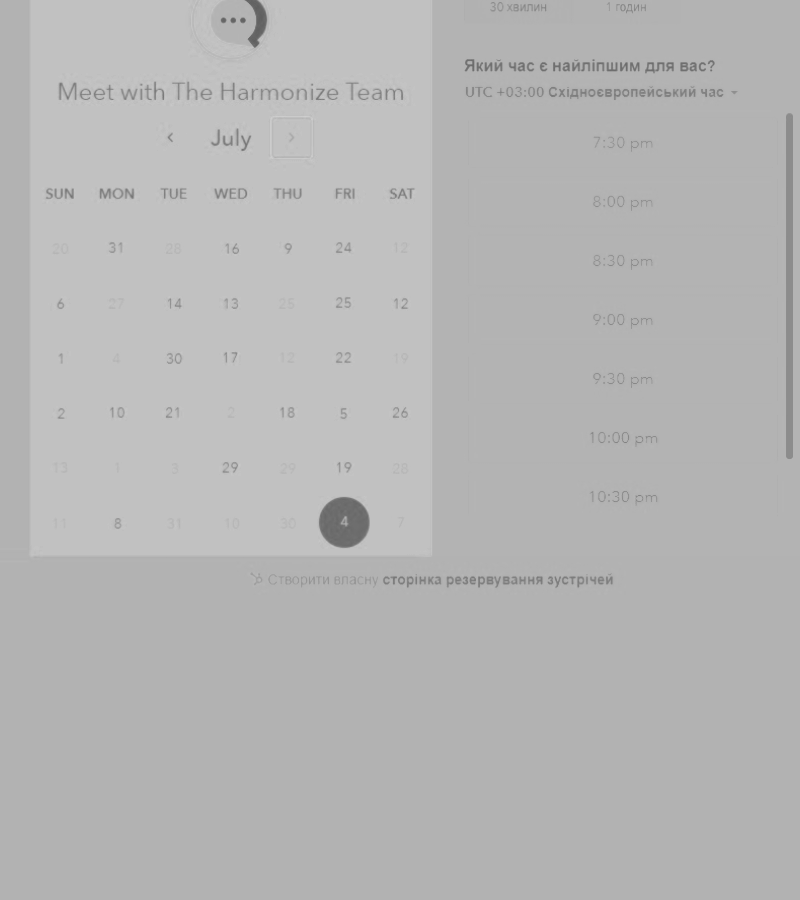 30 хвилин 1 годин
Meet with The Harmonize Team
July
SUN MON TUE WED THU FRI SAT
20 31 28 16 9 24 12
6 27 14 13 25 25 12
1 4 30 17 12 22 19
2 10 21 2 18 5 26
13 1 3 29 29 19 28
11 8 31 10 30 4 7
Який час є найліпшим для вас?
UTC +03:00 Східноєвропейський час
7:30 pm
8:00 pm
8:30 pm
9:00 pm
9:30 pm
10:00 pm
10:30 pm
Створити власну сторінка резервування зустрічей